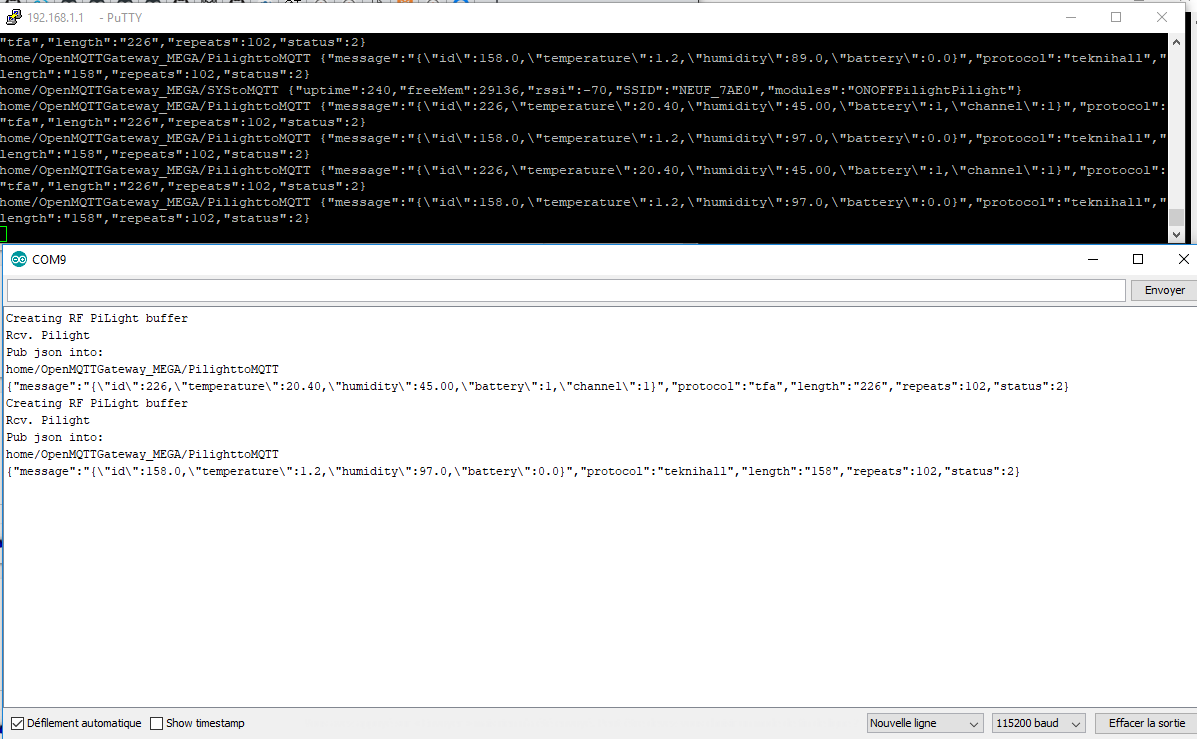 192.168.1.1 - PuTTY
"tfa","length":"226","repeats":102,"status":2}
home/OpenMQTTGateway_MEGA/PilighttoMQTT {"message":"{\"id\":158.0,\"temperature\":1.2,\"humidity\":89.0,\"battery\":0.0}","protocol":"teknihall","
length":"158","repeats":102,"status":2}
home/OpenMQTTGateway_MEGA/SYStoMQTT {"uptime":240,"freeMem":29136,"rssi":-70,"SSID":"NEUF_7AE0","modules":"ONOFFPilightPilight"}
home/OpenMQTTGateway_MEGA/PilighttoMQTT {"message":"{\"id\":226,\"temperature\":20.40,\"humidity\":45.00,\"battery\":1,\"channel\":1}","protocol":
"tfa","length":"226","repeats":102,"status":2}
home/OpenMQTTGateway_MEGA/PilighttoMQTT {"message":"{\"id\":158.0,\"temperature\":1.2,\"humidity\":97.0,\"battery\":0.0}","protocol":"teknihall","
length":"158","repeats":102,"status":2}
home/OpenMQTTGateway_MEGA/PilighttoMQTT {"message":"{\"id\":226,\"temperature\":20.40,\"humidity\":45.00,\"battery\":1,\"channel\":1}","protocol":
"tfa","length":"226","repeats":102,"status":2}
home/OpenMQTTGateway_MEGA/PilighttoMQTT {"message":"{\"id\":158.0,\"temperature\":1.2,\"humidity\":97.0,\"battery\":0.0}","protocol":"teknihall","
length":"158","repeats":102,"status":2}
COM9
Envoyer
Creating RF PiLight buffer
Rcv. Pilight
Pub json into:
home/OpenMQTTGateway_MEGA/PilighttoMQTT
{"message":"{\"id\":226,\"temperature\":20.40,\"humidity\":45.00,\"battery\":1,\"channel\":1}","protocol":"tfa","length":"226","repeats":102,"status":2}
Creating RF PiLight buffer
Rcv. Pilight
Pub json into:
home/OpenMQTTGateway_MEGA/PilighttoMQTT
{"message":"{\"id\":158.0,\"temperature\":1.2,\"humidity\":97.0,\"battery\":0.0}","protocol":"teknihall","length":"158","repeats":102,"status":2}
Défilement automatique Show timestamp Nouvelle ligne 115200 baud Effacer la sortie